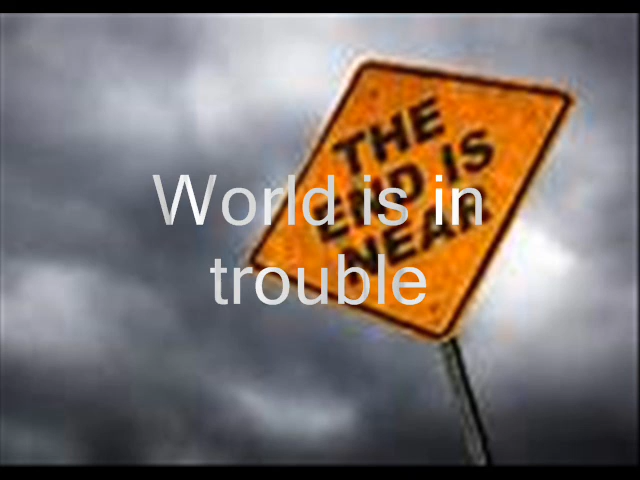 THE
END IS
NEAR
World is in
trouble